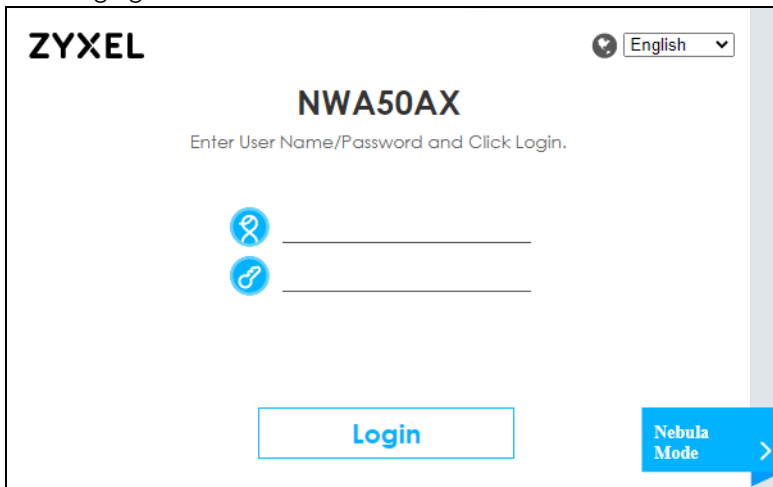 ZYXEL
English
NWA50AX
Enter User Name/Password and Click Login.
Login
Nebula
Mode